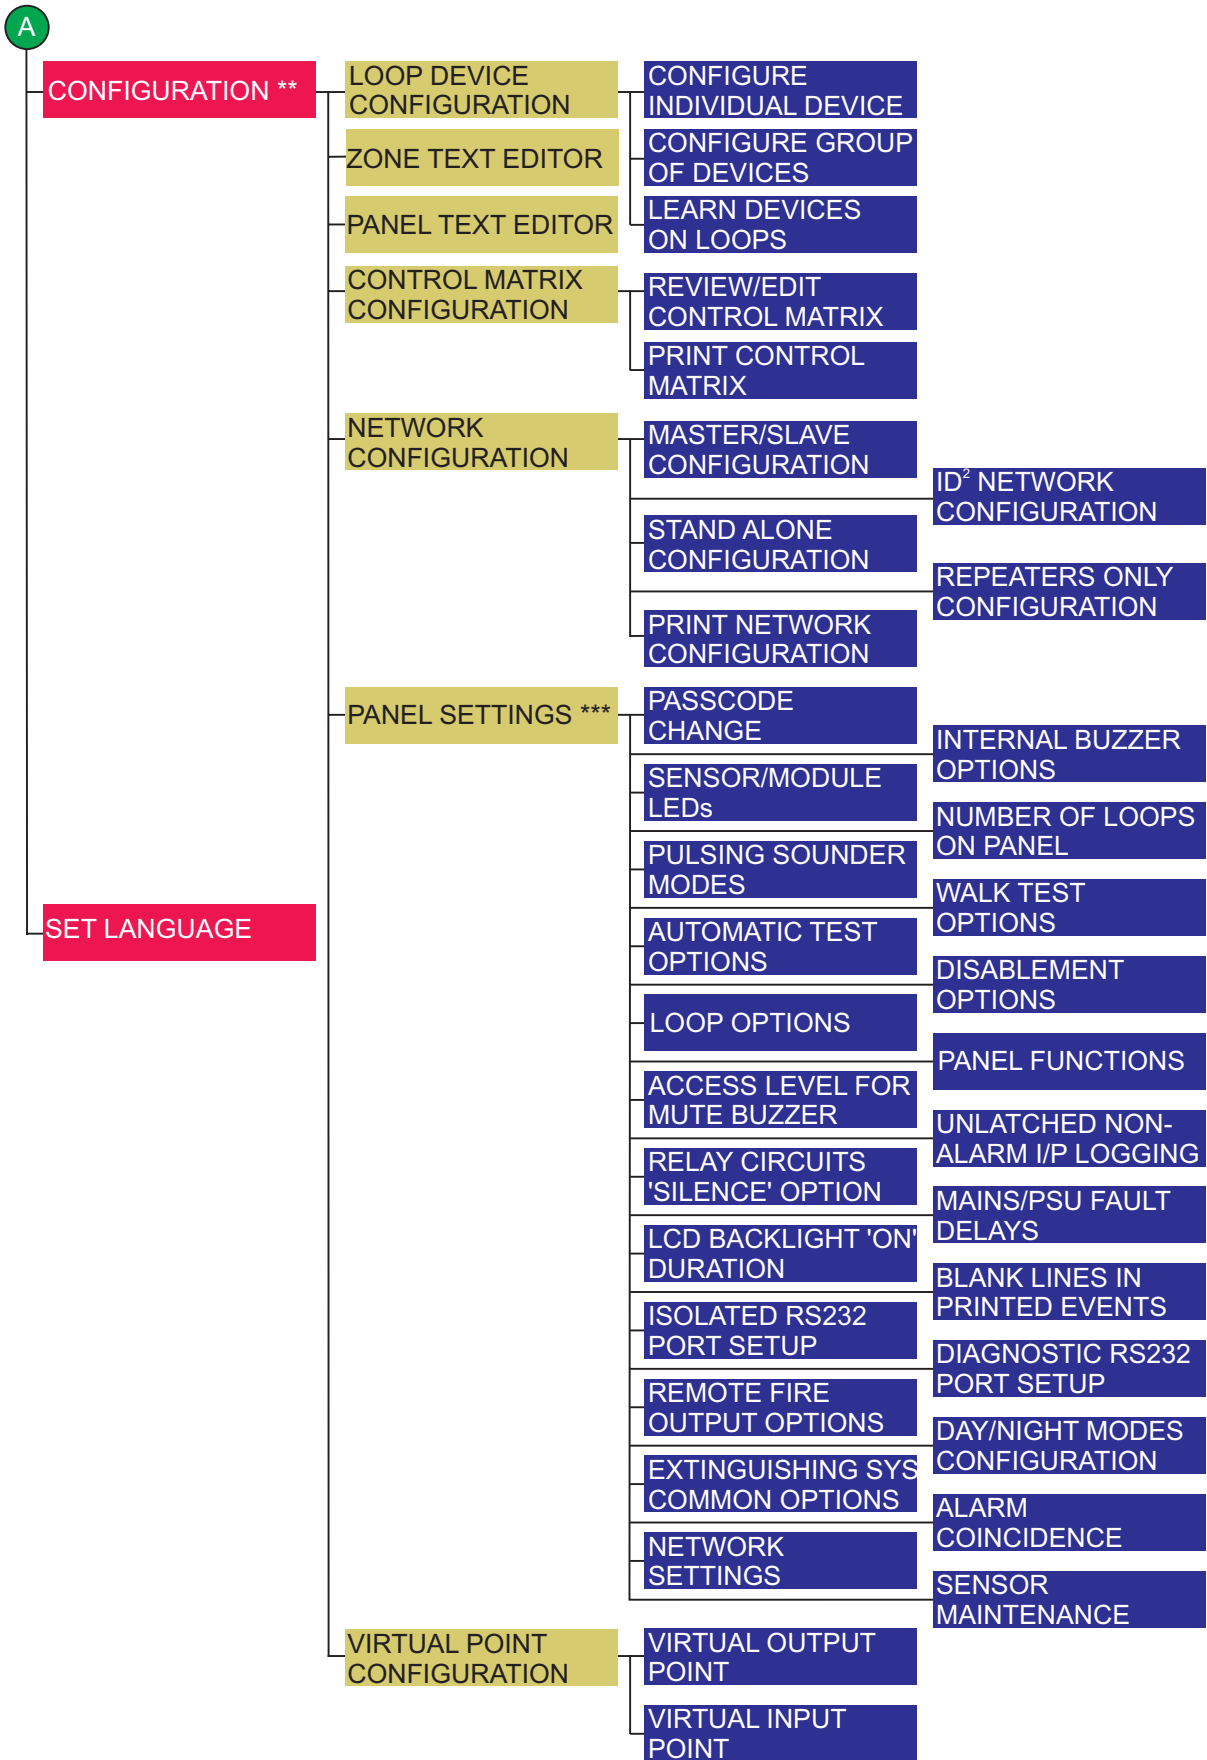 A
CONFIGURATION **
LOOP DEVICE
CONFIGURATION
CONFIGURE
INDIVIDUAL DEVICE
CONFIGURE GROUP
OF DEVICES
LEARN DEVICES
ON LOOPS
ZONE TEXT EDITOR
PANEL TEXT EDITOR
CONTROL MATRIX
CONFIGURATION
REVIEW/EDIT
CONTROL MATRIX
PRINT CONTROL
MATRIX
NETWORK
CONFIGURATION
MASTER/SLAVE
CONFIGURATION
ID² NETWORK
CONFIGURATION
STAND ALONE
CONFIGURATION
REPEATERS ONLY
CONFIGURATION
PRINT NETWORK
CONFIGURATION
PANEL SETTINGS ***
PASSCODE
CHANGE
INTERNAL BUZZER
OPTIONS
SENSOR/MODULE
LEDs
NUMBER OF LOOPS
ON PANEL
PULSING SOUNDER
MODES
WALK TEST
OPTIONS
AUTOMATIC TEST
OPTIONS
DISABLEMENT
OPTIONS
LOOP OPTIONS
PANEL FUNCTIONS
ACCESS LEVEL FOR
MUTE BUZZER
UNLATCHED NON-
ALARM I/P LOGGING
RELAY CIRCUITS
'SILENCE' OPTION
MAINS/PSU FAULT
DELAYS
LCD BACKLIGHT 'ON'
DURATION
BLANK LINES IN
PRINTED EVENTS
ISOLATED RS232
PORT SETUP
DIAGNOSTIC RS232
PORT SETUP
REMOTE FIRE
OUTPUT OPTIONS
DAY/NIGHT MODES
CONFIGURATION
EXTINGUISHING SYS
COMMON OPTIONS
ALARM
COINCIDENCE
NETWORK
SETTINGS
SENSOR
MAINTENANCE
VIRTUAL POINT
CONFIGURATION
VIRTUAL OUTPUT
POINT
VIRTUAL INPUT
POINT
SET LANGUAGE